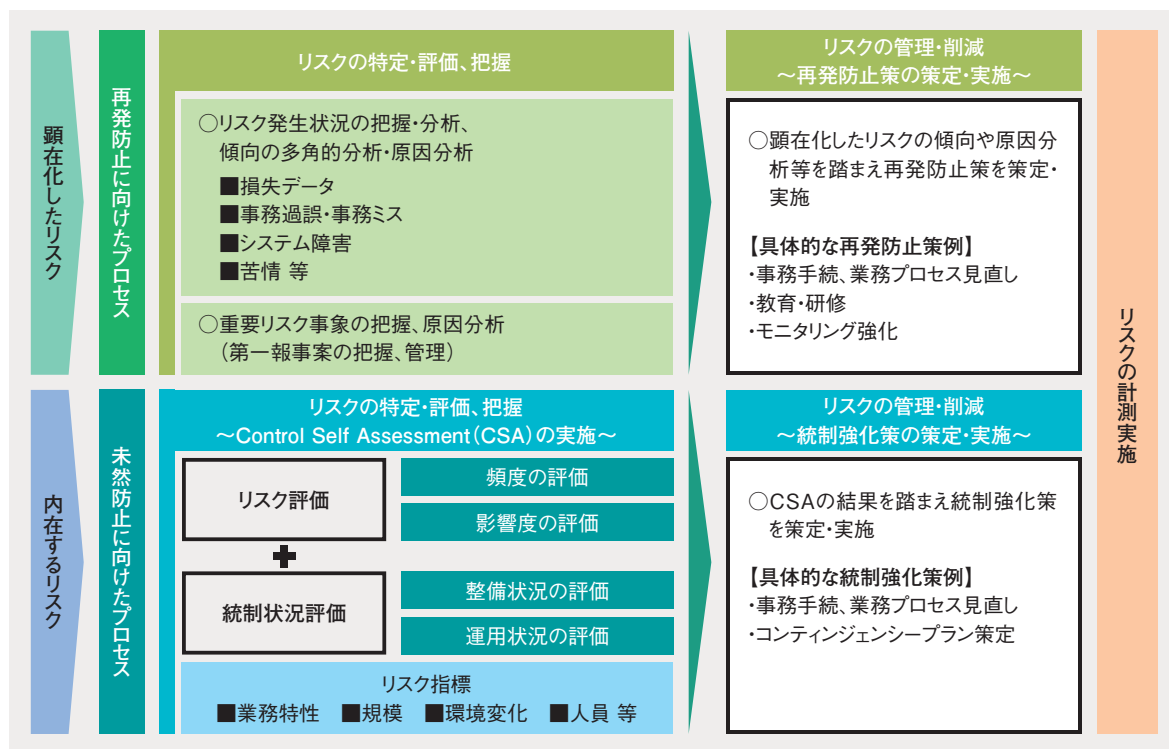 顕在化したリスク
再発防止に向けたプロセス
リスクの特定・評価、把握
○リスク発生状況の把握・分析、
傾向の多角的分析・原因分析
■損失データ
■事務過誤・事務ミス
■システム障害
■苦情 等
○重要リスク事象の把握、原因分析
（第一報事案の把握、管理）
リスクの管理・削減
～再発防止策の策定・実施～
○顕在化したリスクの傾向や原因分
析等を踏まえ再発防止策を策定・
実施
【具体的な再発防止策例】
・事務手続、業務プロセス見直し
・教育・研修
・モニタリング強化
内在するリスク
未然防止に向けたプロセス
リスクの特定・評価、把握
～Control Self Assessment（CSA）の実施～
リスク評価
頻度の評価
影響度の評価
統制状況評価
整備状況の評価
運用状況の評価
リスク指標
■業務特性 ■規模 ■環境変化 ■人員 等
リスクの管理・削減
～統制強化策の策定・実施～
○CSAの結果を踏まえ統制強化策
を策定・実施
【具体的な統制強化策例】
・事務手続、業務プロセス見直し
・コンティンジェンシープラン策定
リスクの計測実施